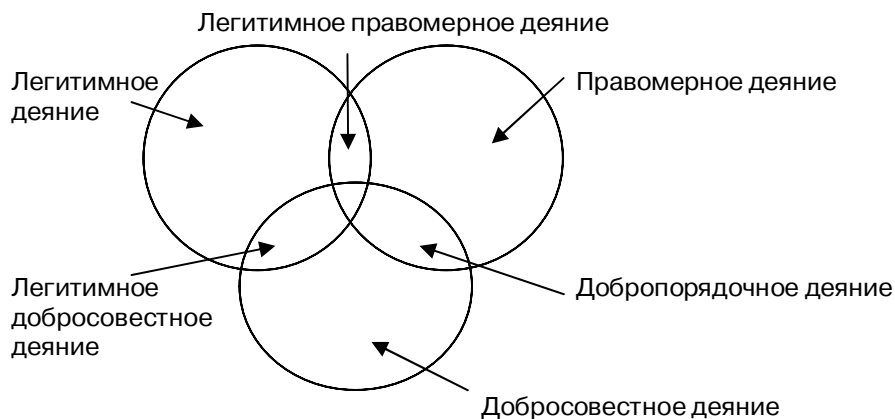 Легитимное правомерное деяние
Легитимное
деяние
Правомерное деяние
Легитимное
добросовестное
деяние
Добропорядочное деяние
Добросовестное деяние